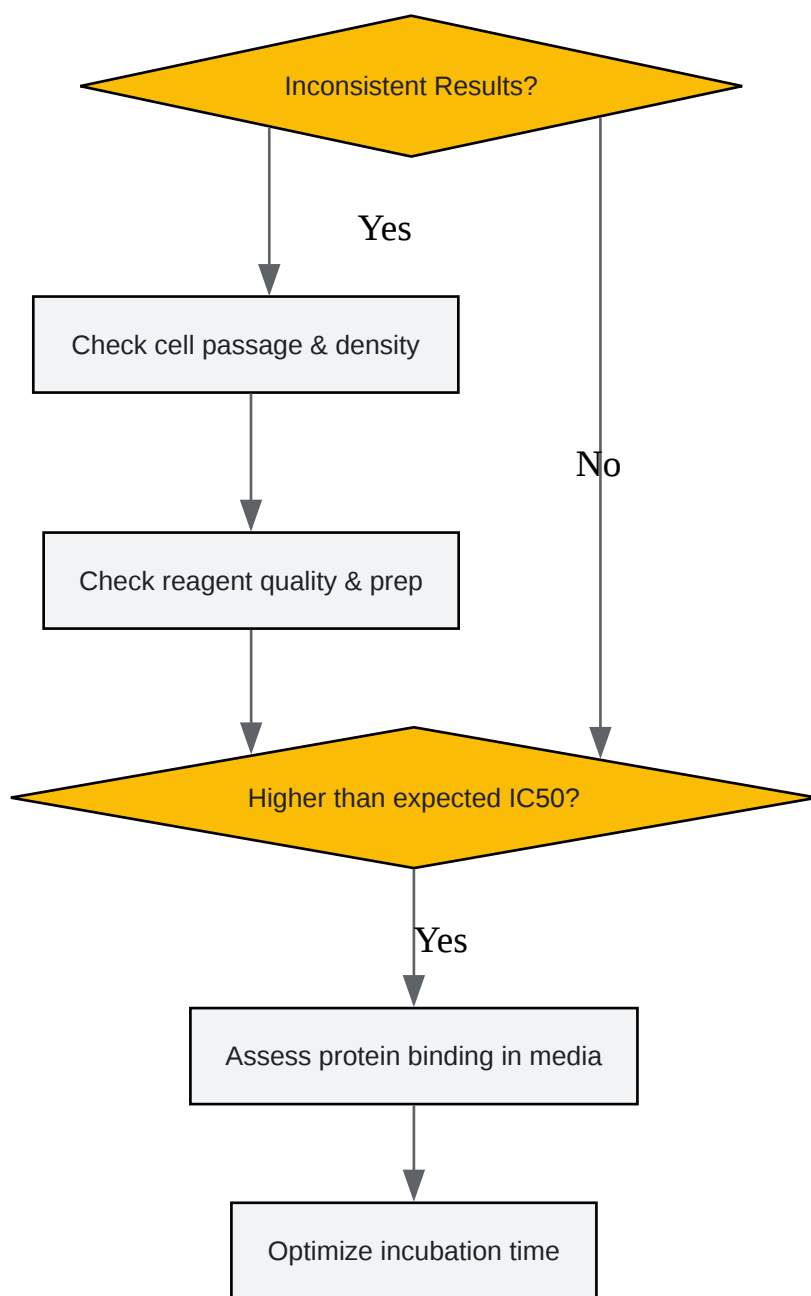 Inconsistent Results?
Yes
Check cell passage & density
No
Check reagent quality & prep
Higher than expected IC50?
Yes
Assess protein binding in media
Optimize incubation time